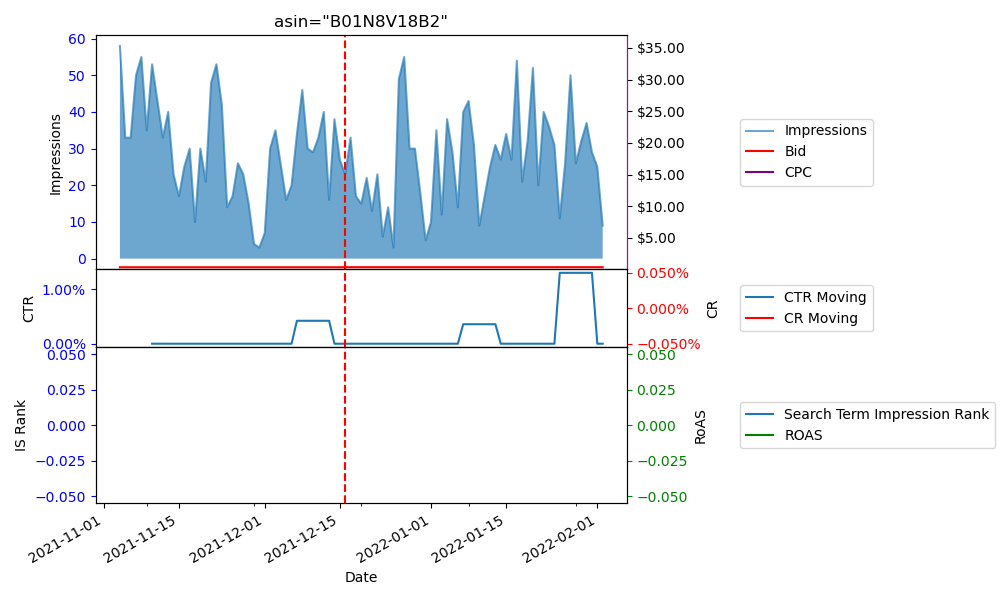 asin="B01N8V18B2"
60
50
40
30
20
10
0
Impressions
$35.00
$30.00
$25.00
$20.00
$15.00
$10.00
$5.00
Impressions
Bid
CPC
1.00%
0.00%
CTR
0.050%
0.000%
−0.050%
CR
CTR Moving
CR Moving
0.050
0.025
0.000
−0.025
−0.050
IS Rank
0.050
0.025
0.000
−0.025
−0.050
RoAS
Search Term Impression Rank
ROAS
2021-11-01
2021-11-15
2021-12-01
2021-12-15
2022-01-01
2022-01-15
2022-02-01
Date